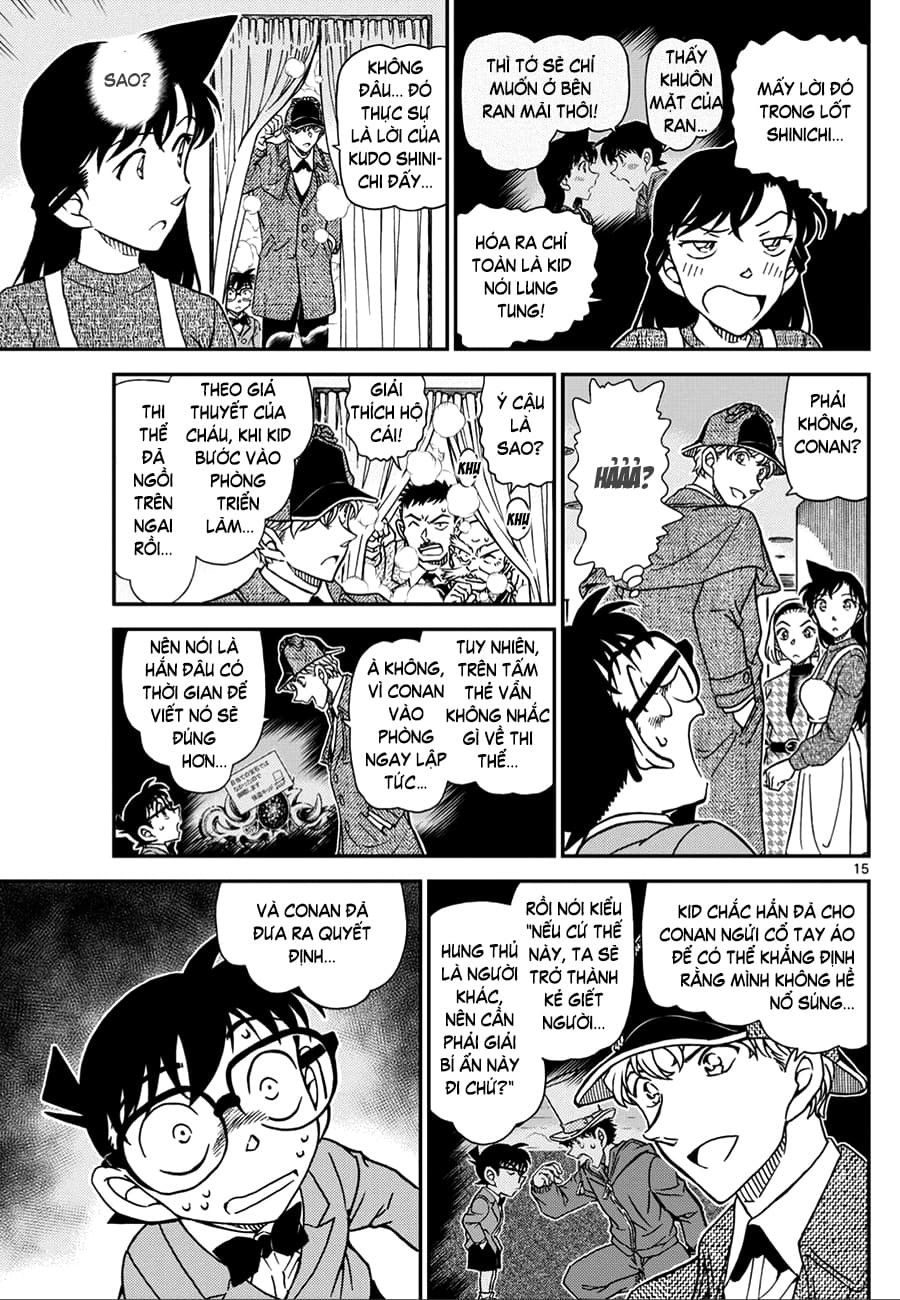 MẤY LỜI ĐÓ
TRONG LỐT
SHINICHI...
THẤY
KHUÔN
MẶT CỦA
RAN...
THÌ TỚ SẼ CHỈ
MUỐN Ở BÊN
RAN MÃI THÔI!
HÓA RA CHỈ
TOÀN LÀ KID
NÓI LUNG
TUNG!
KHÔNG
ĐÂU... ĐÓ
THỰC SỰ
LÀ LỜI CỦA
KUDO SHINI-
CHI ĐẤY...
SAO?
PHẢI
KHÔNG,
CONAN?
HẢẢẢ?
Ý CẬU
LÀ
SAO?
GIẢI
THÍCH HỘ
CÁI!
KHỤ
KHỤ
THEO GIẢ
THUYẾT CỦA
CHÁU, KHI KID
BƯỚC VÀO
PHÒNG
TRIỂN
LÃM...
THI
THỂ
ĐÃ
NGỒI
TRÊN
NGAI
RỒI...
TUY NHIÊN,
TRÊN TẤM
THẺ VẪN
KHÔNG NHẮC
GÌ VỀ THI
THỂ...
À KHÔNG,
VÌ CONAN
VÀO
PHÒNG
NGAY LẬP
TỨC...
NÊN NÓI LÀ
HẮN ĐÂU CÓ
THỜI GIAN ĐỂ
VIẾT NÓ SẼ
ĐÚNG
HƠN...
15
KID CHẮC HẲN ĐÃ CHO
CONAN NGỬI CỔ TAY ÁO
ĐỂ CÓ THỂ KHẲNG ĐỊNH
RẰNG MÌNH KHÔNG HỀ
NỔ SÚNG...
RỒI NÓI KIỂU
"NẾU CỨ THẾ
NÀY, TA SẼ
TRỞ THÀNH
KẺ GIẾT
NGƯỜI...
HUNG THỦ
LÀ NGƯỜI
KHÁC,
NÊN CẦN
PHẢI GIẢI
BÍ ẨN NÀY
ĐI CHỨ?"
VÀ CONAN ĐÃ
ĐƯA RA QUYẾT
ĐỊNH...